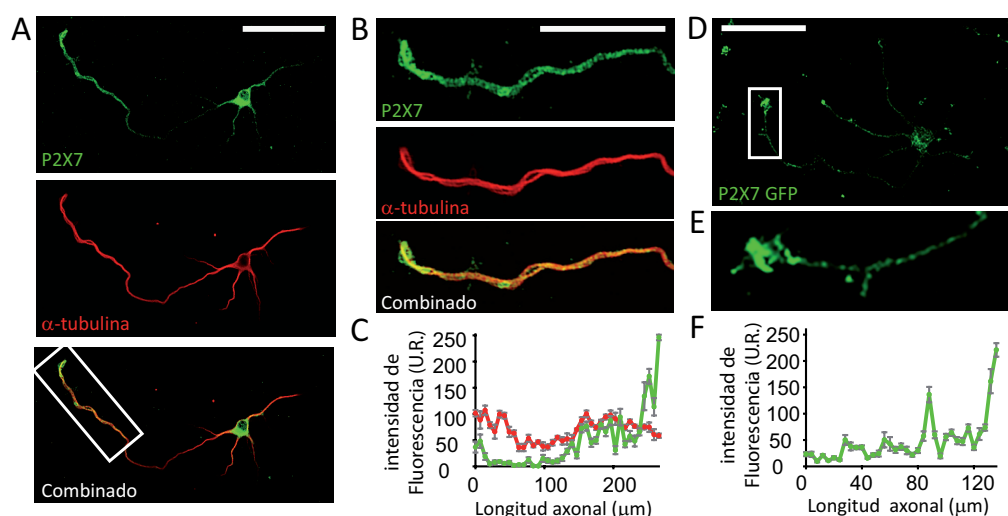 A
P2X7
α-tubulina
Combinado
B
P2X7
α-tubulina
Combinado
C
intensidad de
Fluorescencia (U.R.)
250
200
150
100
50
0
0
100
200
Longitud axonal (μm)
D
P2X7 GFP
E
F
intensidad de
Fluorescencia (U.R.)
250
200
150
100
50
0
0
40
80
120
Longitud axonal (μm)